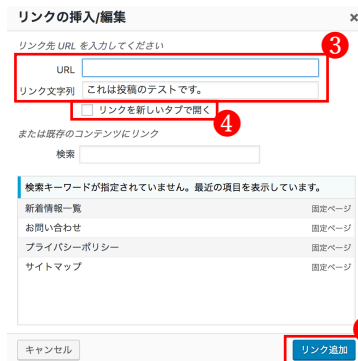 リンクの挿入/編集 ×
リンク先 URL を入力してください
3
URL
リンク文字列 これは投稿のテストです。
リンクを新しいタブで開く
4
または既存のコンテンツにリンク
検索
検索キーワードが指定されていません。最近の項目を表示しています。
新着情報一覧 固定ページ
お問い合わせ 固定ページ
プライバシーポリシー 固定ページ
サイトマップ 固定ページ
キャンセル リンク追加